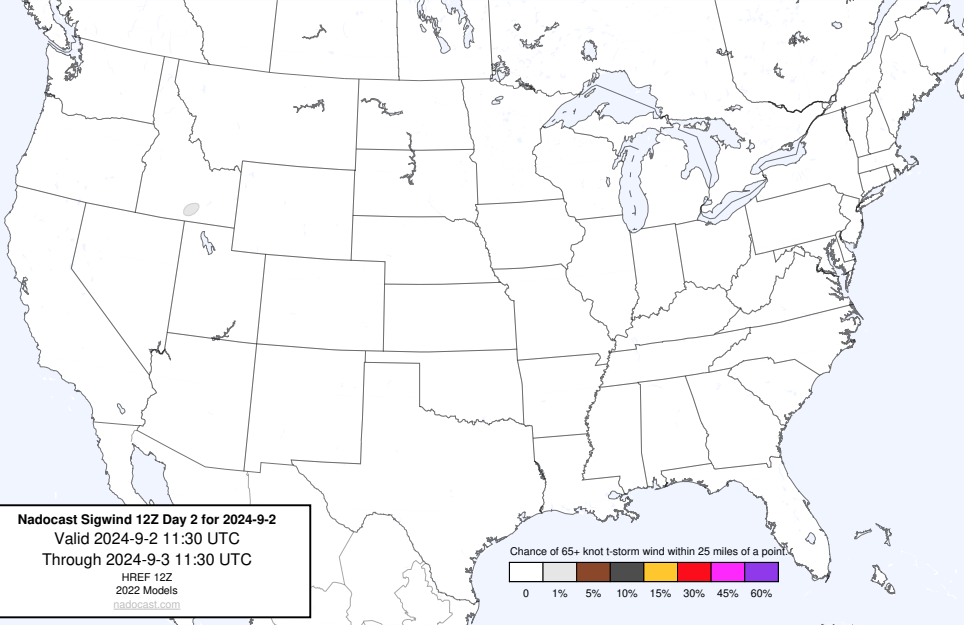 Nadocast Sigwind 12Z Day 2 for 2024-9-2
Valid 2024-9-2 11:30 UTC
Through 2024-9-3 11:30 UTC
HREF 12Z
2022 Models
nadocast.com
Chance of 65+ knot t-storm wind within 25 miles of a point.
0 1% 5% 10% 15% 30% 45% 60%